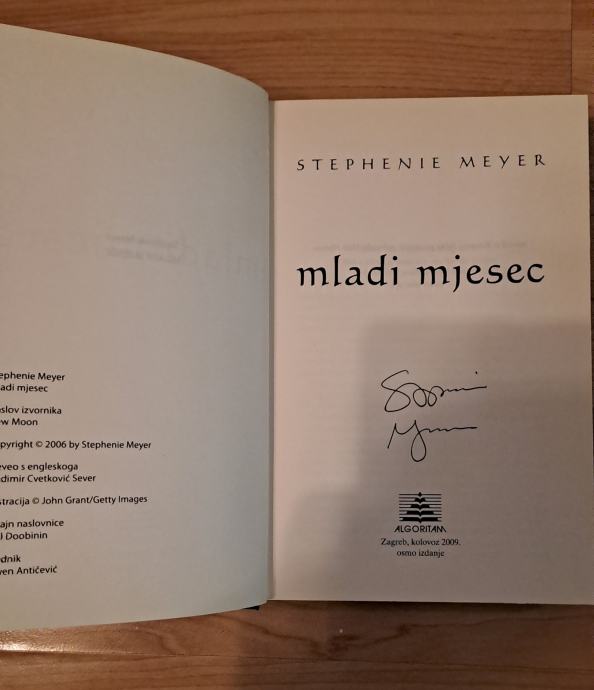 ephenie Meyer
adi mjesec
slov izvornika
w Moon
pyright © 2006 by Stephenie Meyer
eveo s engleskoga
dimir Cvetković Sever
stracija © John Grant/Getty Images
ajn naslovnice
l Doobinin
dnik
ven Antičević
STEPHENIE MEYER
mladi mjesec
ALGORITAM
Zagreb, kolovoz 2009.
osmo izdanje